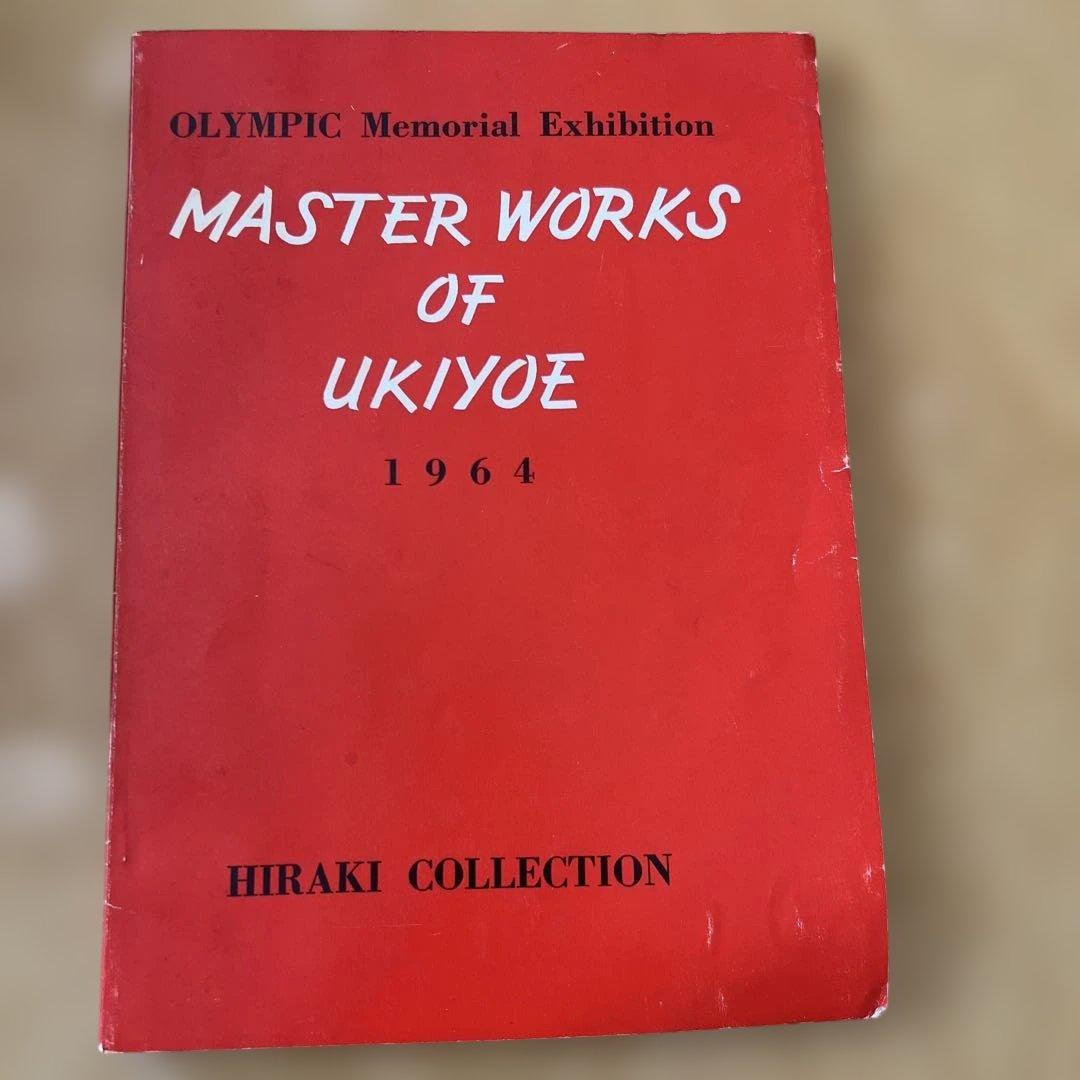 OLYMPIC Memorial Exhibition
MASTER WORKS
OF
UKIYOE
1964
HIRAKI COLLECTION